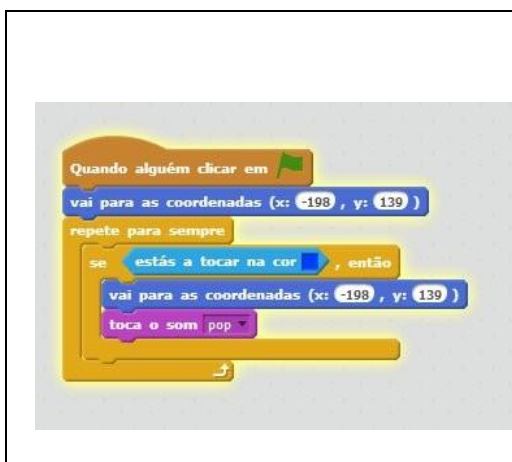 Quando alguém clicar em
vai para as coordenadas (x: -198 , y: 139 )
repete para sempre
se estás a tocar na cor , então
vai para as coordenadas (x: -198 , y: 139 )
toca o som pop